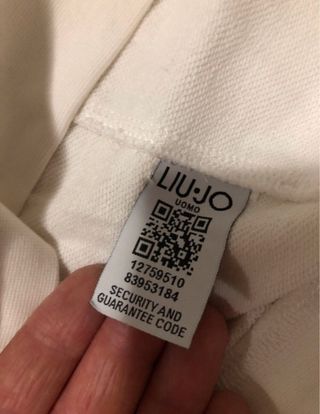 LIU·JO
UOMO
12759510
83953184
SECURITY AND
GUARANTEE CODE